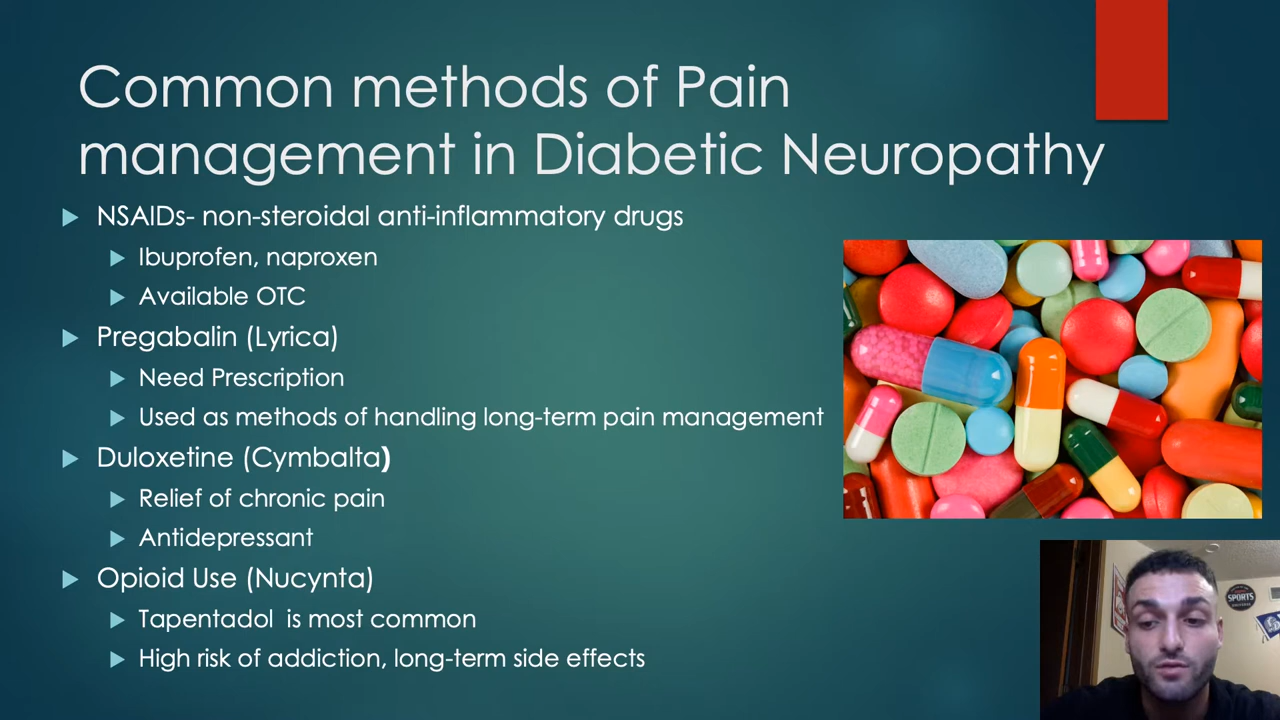 Common methods of Pain
management in Diabetic Neuropathy
NSAIDs- non-steroidal anti-inflammatory drugs
Ibuprofen, naproxen
Available OTC
Pregabalin (Lyrica)
Need Prescription
Used as methods of handling long-term pain management
Duloxetine (Cymbalta)
Relief of chronic pain
Antidepressant
Opioid Use (Nucynta)
Tapentadol  is most common
High risk of addiction, long-term side effects
SPORTS